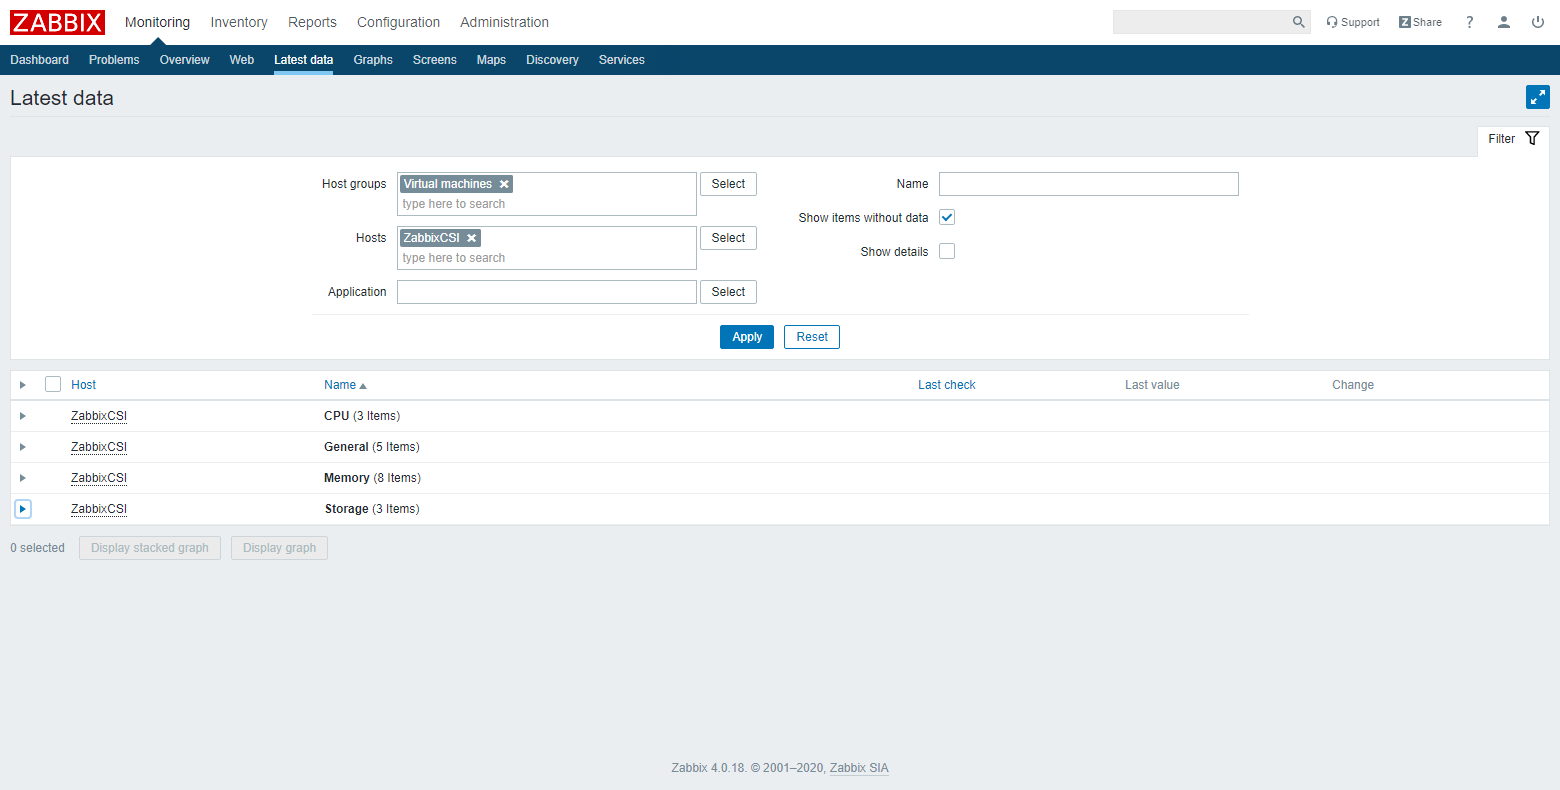 ZABBIX Monitoring Inventory Reports Configuration Administration Z Support Share ?
Dashboard Problems Overview Web Latest data Graphs Screens Maps Discovery Services
Latest data
Filter
Host groups Virtual machines Select Name
type here to search
Show items without data
Hosts ZabbixCSI Select
type here to search
Show details
Application Select
Apply Reset
Host Name Last check Last value Change
ZabbixCSI CPU (3 Items)
ZabbixCSI General (5 Items)
ZabbixCSI Memory (8 Items)
ZabbixCSI Storage (3 Items)
0 selected Display stacked graph Display graph
Zabbix 4.0.18. © 2001–2020, Zabbix SIA